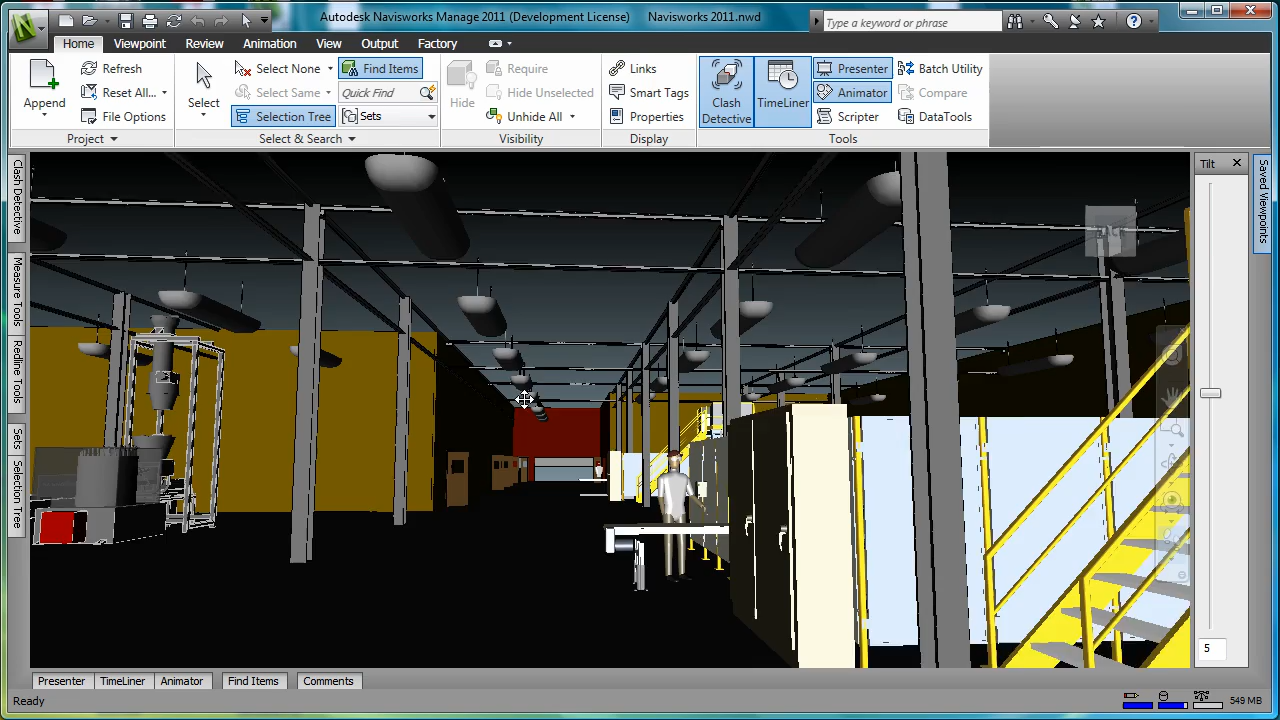 Autodesk Navisworks Manage 2011 (Development License) Navisworks 2011.nwd
Type a keyword or phrase
Home Viewpoint Review Animation View Output Factory
Append
Refresh
Reset All...
File Options
Project
Select
Select None
Select Same
Selection Tree
Find Items
Quick Find
Sets
Select & Search
Hide
Require
Hide Unselected
Unhide All
Visibility
Links
Smart Tags
Properties
Display
Clash
Detective
TimeLiner
Presenter
Animator
Scripter
Batch Utility
Compare
DataTools
Tools
Clash Detective
Measure Tools
Redline Tools
Sets
Selection Tree
Tilt
5
Saved Viewpoints
Presenter TimeLiner Animator Find Items Comments
Ready
549 MB